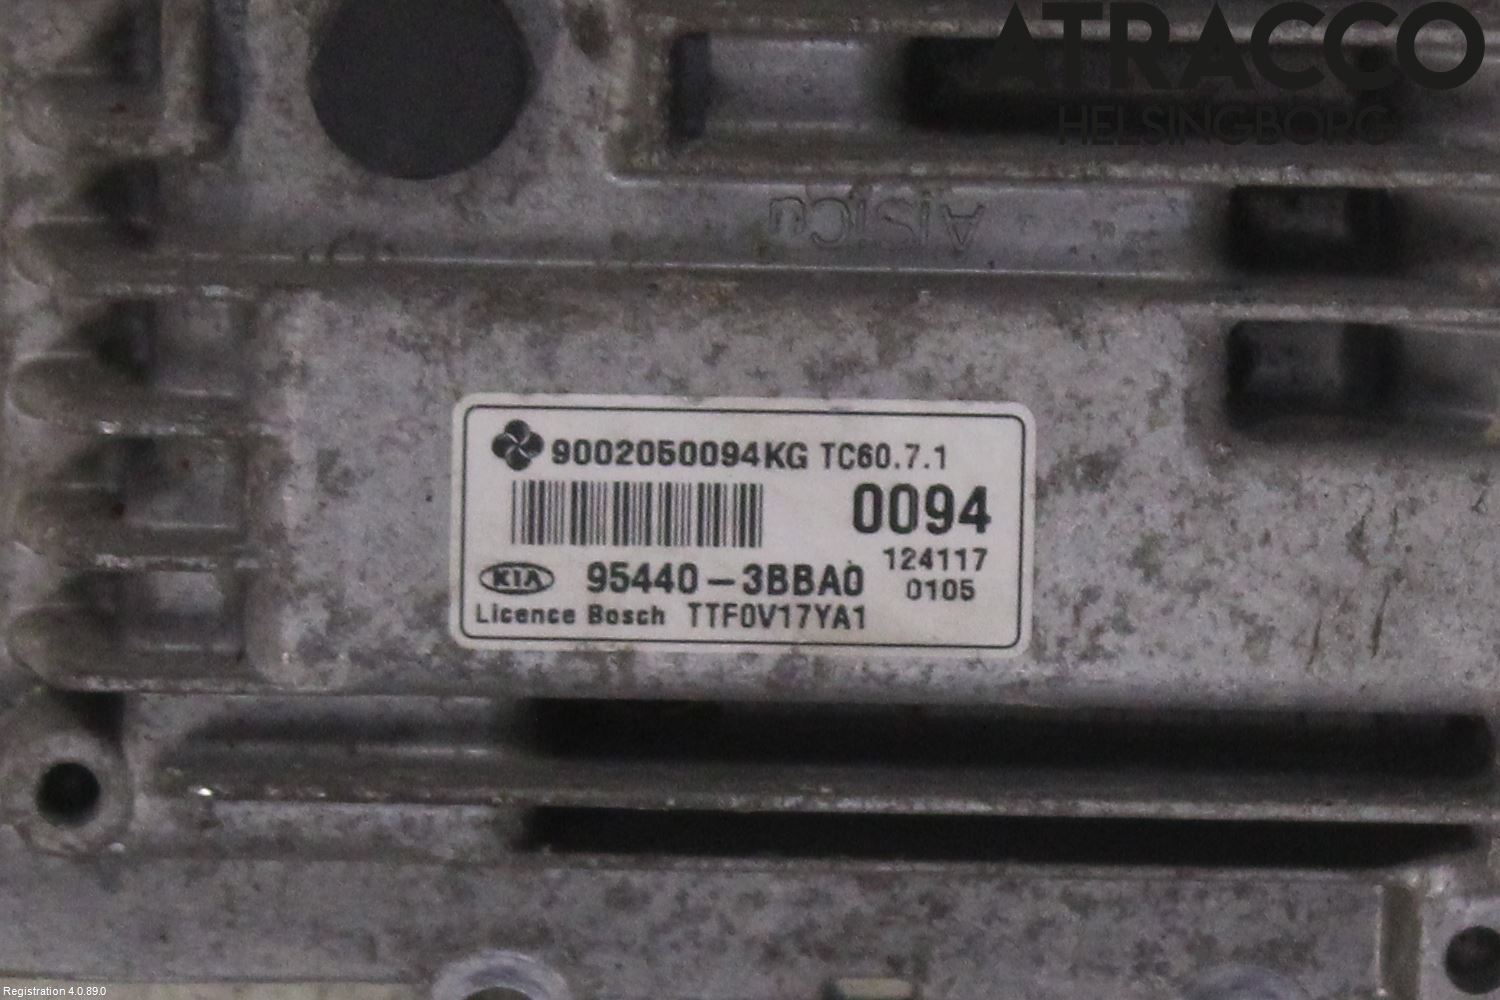 ATRACCO
HELSINGBORG
AISICO
9002050094KG TC60.7.1
0094
124117
KIA 95440-3BBA0
0105
Licence Bosch TTF0V17YA1
Registration 4.0.89.0